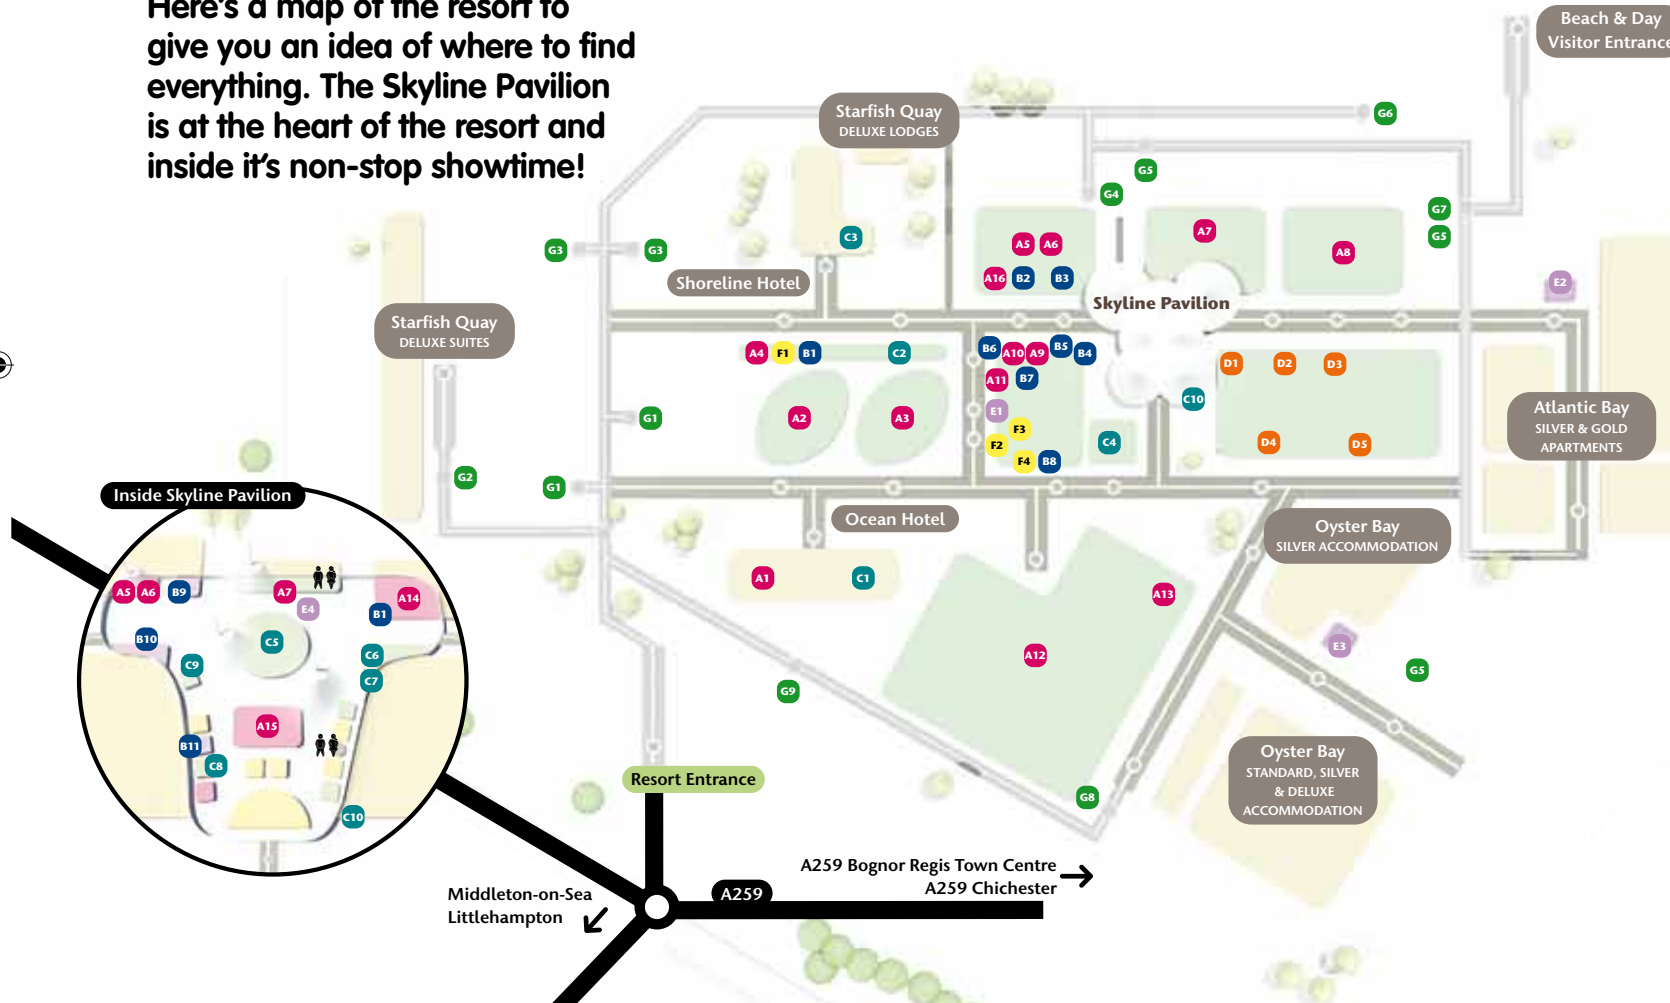 Here's a map of the resort to
give you an idea of where to find
everything. The Skyline Pavilion
is at the heart of the resort and
inside it's non-stop showtime!
Beach & Day
Visitor Entrance
Starfish Quay
DELUXE LODGES
G6
G5
G4
G7
G5
C3
A5 A6
A7
A8
G3
G3
A16 B2 B3
E2
Shoreline Hotel
Skyline Pavilion
Starfish Quay
DELUXE SUITES
A4 F1 B1
C2
B6 A10 A9 B5 B4
D1 D2 D3
A11 B7
C10
G1
A2
A3
E1
F3
F2
C4
D4
D5
F4 B8
Atlantic Bay
SILVER & GOLD
APARTMENTS
G2
G1
Inside Skyline Pavilion
Ocean Hotel
Oyster Bay
SILVER ACCOMMODATION
A1
C1
A13
A12
E3
G5
G9
A5 A6 B9
A7
A14
E4
B1
B10
C5
C9
C6
C7
A15
B11
C8
C10
Resort Entrance
G8
Oyster Bay
STANDARD, SILVER
& DELUXE
ACCOMMODATION
A259 Bognor Regis Town Centre
A259 Chichester
A259
Middleton-on-Sea
Littlehampton